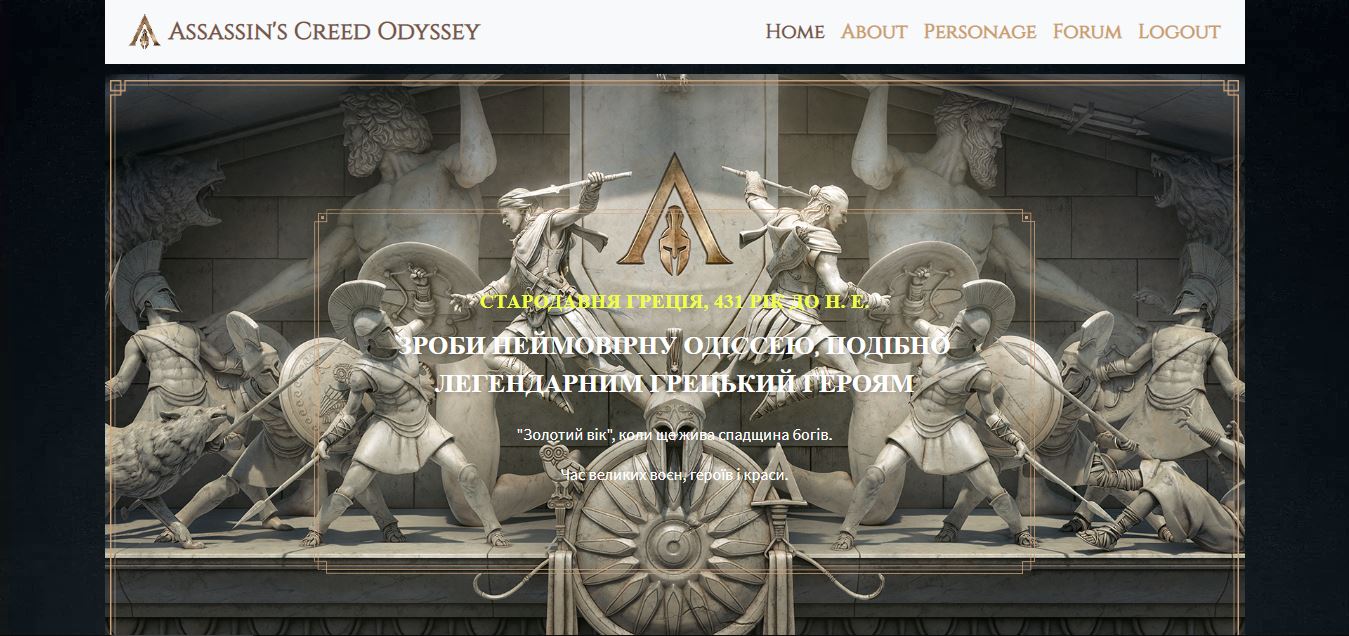 Assassin's Creed Odyssey
Home About Personage Forum Logout
СТАРОДАВНЯ ГРЕЦІЯ, 431 РІК ДО Н. Е.
ЗРОБИ НЕЙМОВІРНУ ОДІССЕЮ, ПОДІБНО
ЛЕГЕНДАРНИМ ГРЕЦЬКИЙ ГЕРОЯМ
"Золотий вік", коли ще жива спадщина богів.
Час великих воєн, героїв і краси.